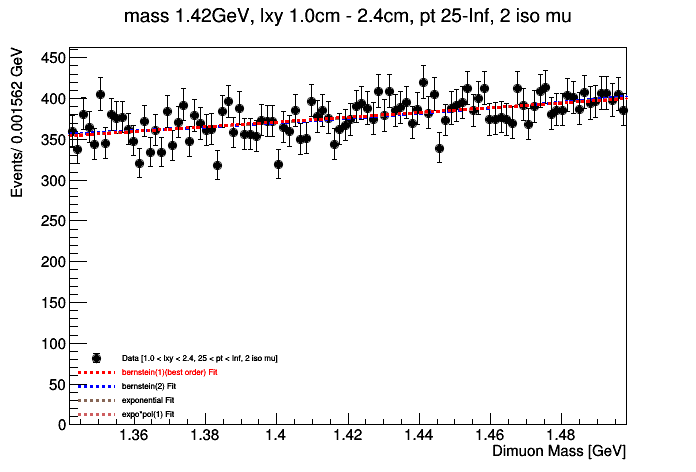 mass 1.42GeV, lxy 1.0cm - 2.4cm, pt 25-Inf, 2 iso mu
Events/ 0.001562 GeV
450
400
350
300
250
200
150
100
50
0
Data [1.0 < lxy < 2.4, 25 < pt < Inf, 2 iso mu]
bernstein(1)(best order) Fit
bernstein(2) Fit
exponential Fit
expo*pol(1) Fit
1.36 1.38 1.4 1.42 1.44 1.46 1.48
Dimuon Mass [GeV]